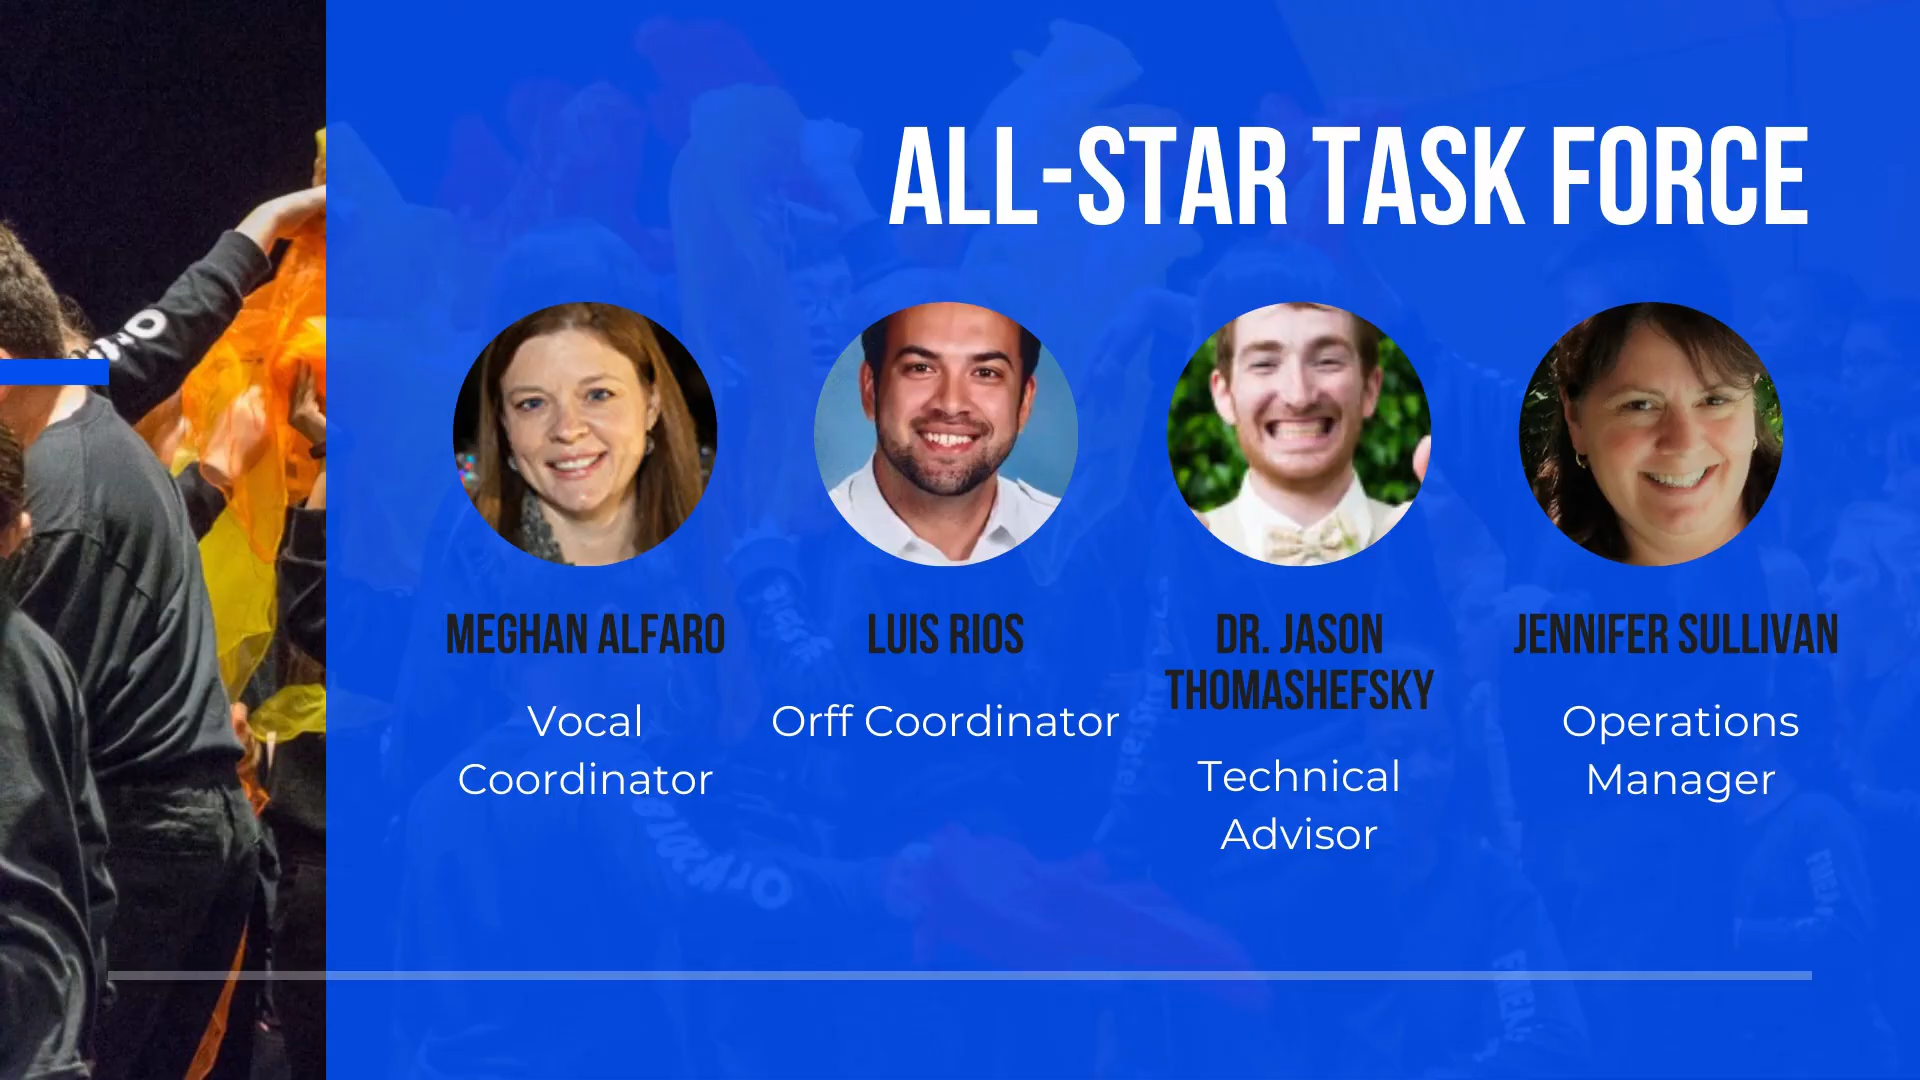 ALL-STAR TASK FORCE
MEGHAN ALFARO
Vocal
Coordinator
LUIS RIOS
Orff Coordinator
DR. JASON
THOMASHEFSKY
Technical
Advisor
JENNIFER SULLIVAN
Operations
Manager